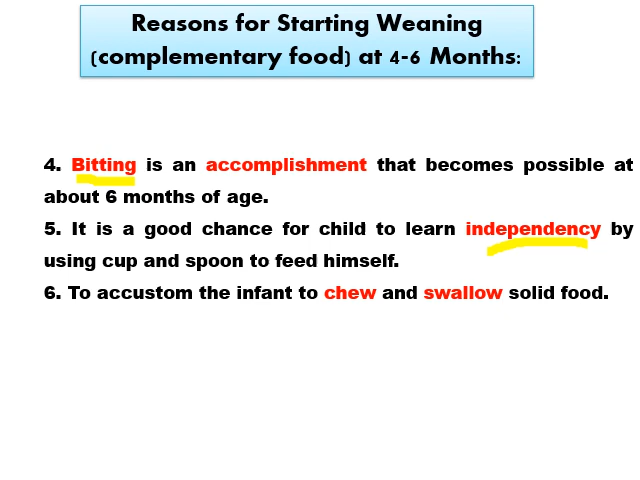 Reasons for Starting Weaning
(complementary food) at 4-6 Months:
4. Bitting is an accomplishment that becomes possible at
about 6 months of age.
5. It is a good chance for child to learn independency by
using cup and spoon to feed himself.
6. To accustom the infant to chew and swallow solid food.